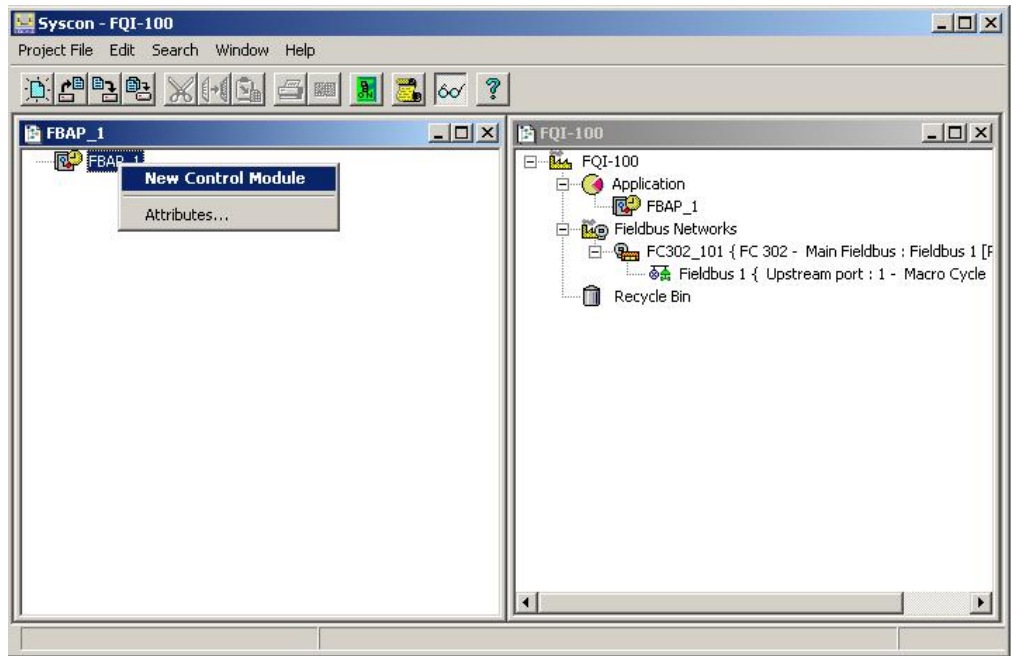 Syscon - FQI-100
Project File Edit Search Window Help
FBAP_1
FBAP_1
New Control Module
Attributes...
FQI-100
FQI-100
Application
FBAP_1
Fieldbus Networks
FC302_101 { FC 302 - Main Fieldbus : Fieldbus 1 [F
Fieldbus 1 { Upstream port : 1 - Macro Cycle
Recycle Bin